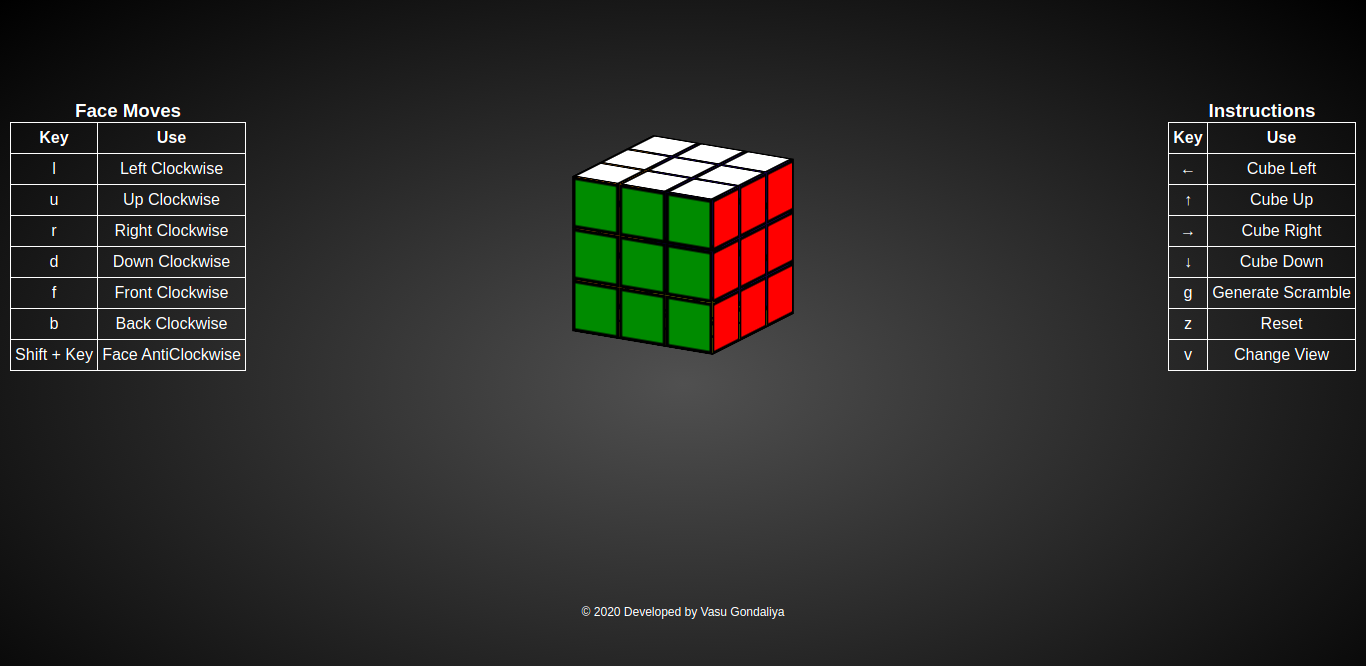 Face Moves
Key Use
l Left Clockwise
u Up Clockwise
r Right Clockwise
d Down Clockwise
f Front Clockwise
b Back Clockwise
Shift + Key Face AntiClockwise
Instructions
Key Use
← Cube Left
↑ Cube Up
→ Cube Right
↓ Cube Down
g Generate Scramble
z Reset
v Change View
© 2020 Developed by Vasu Gondaliya